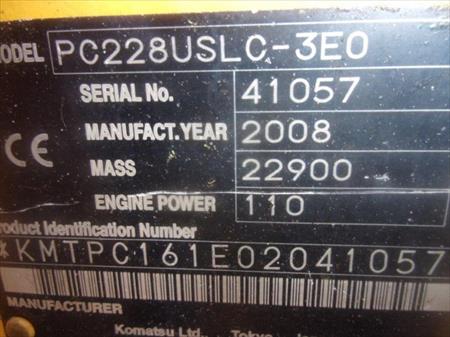 MODEL PC228USLC-3E0
SERIAL No. 41057
MANUFACT.YEAR 2008
CE MASS 22900
ENGINE POWER 110
Product Identification Number
*KMTPC161E02041057
MANUFACTURER
Komatsu Ltd., Tokyo